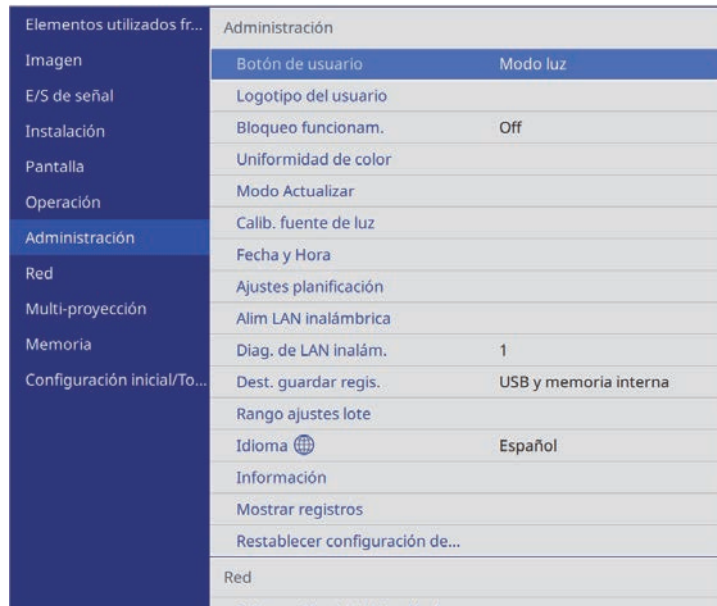 Elementos utilizados fr...
Imagen
E/S de señal
Instalación
Pantalla
Operación
Administración
Red
Multi-proyección
Memoria
Configuración inicial/To...
Administración
Botón de usuario Modo luz
Logotipo del usuario
Bloqueo funcionam. Off
Uniformidad de color
Modo Actualizar
Calib. fuente de luz
Fecha y Hora
Ajustes planificación
Alim LAN inalámbrica
Diag. de LAN inalám. 1
Dest. guardar regis. USB y memoria interna
Rango ajustes lote
Idioma Español
Información
Mostrar registros
Restablecer configuración de...
Red